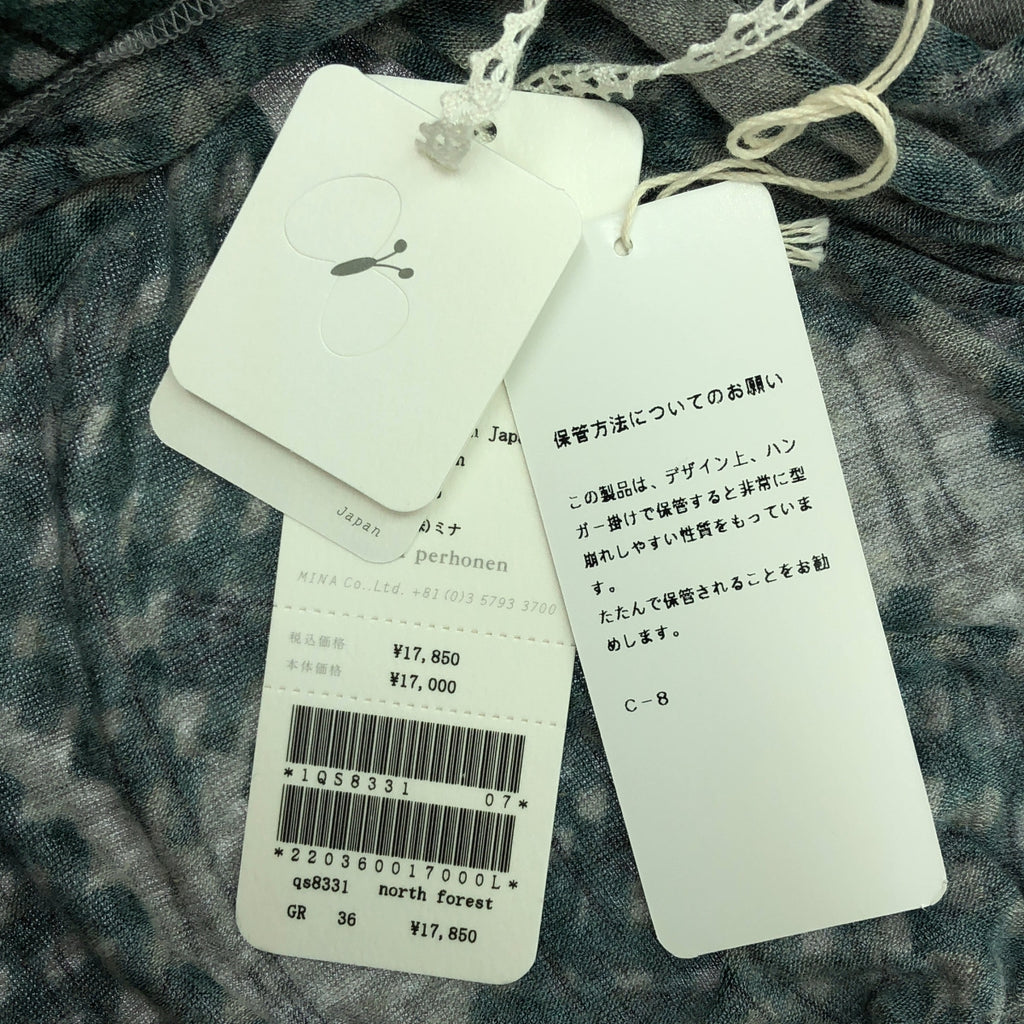 Japan
Jap
ミナ
perhonen
MINA Co.,Ltd. +81(0)3 5793 3700
税込価格 ¥17,850
本体価格 ¥17,000
*1QS8331 07*
*220360017000L*
qs8331 north forest
GR 36 ¥17,850
保管方法についてのお願い
この製品は、デザイン上、ハン
ガー掛けで保管すると非常に型
崩れしやすい性質をもっていま
す。
たたんで保管されることをお勧
めします。
C-8